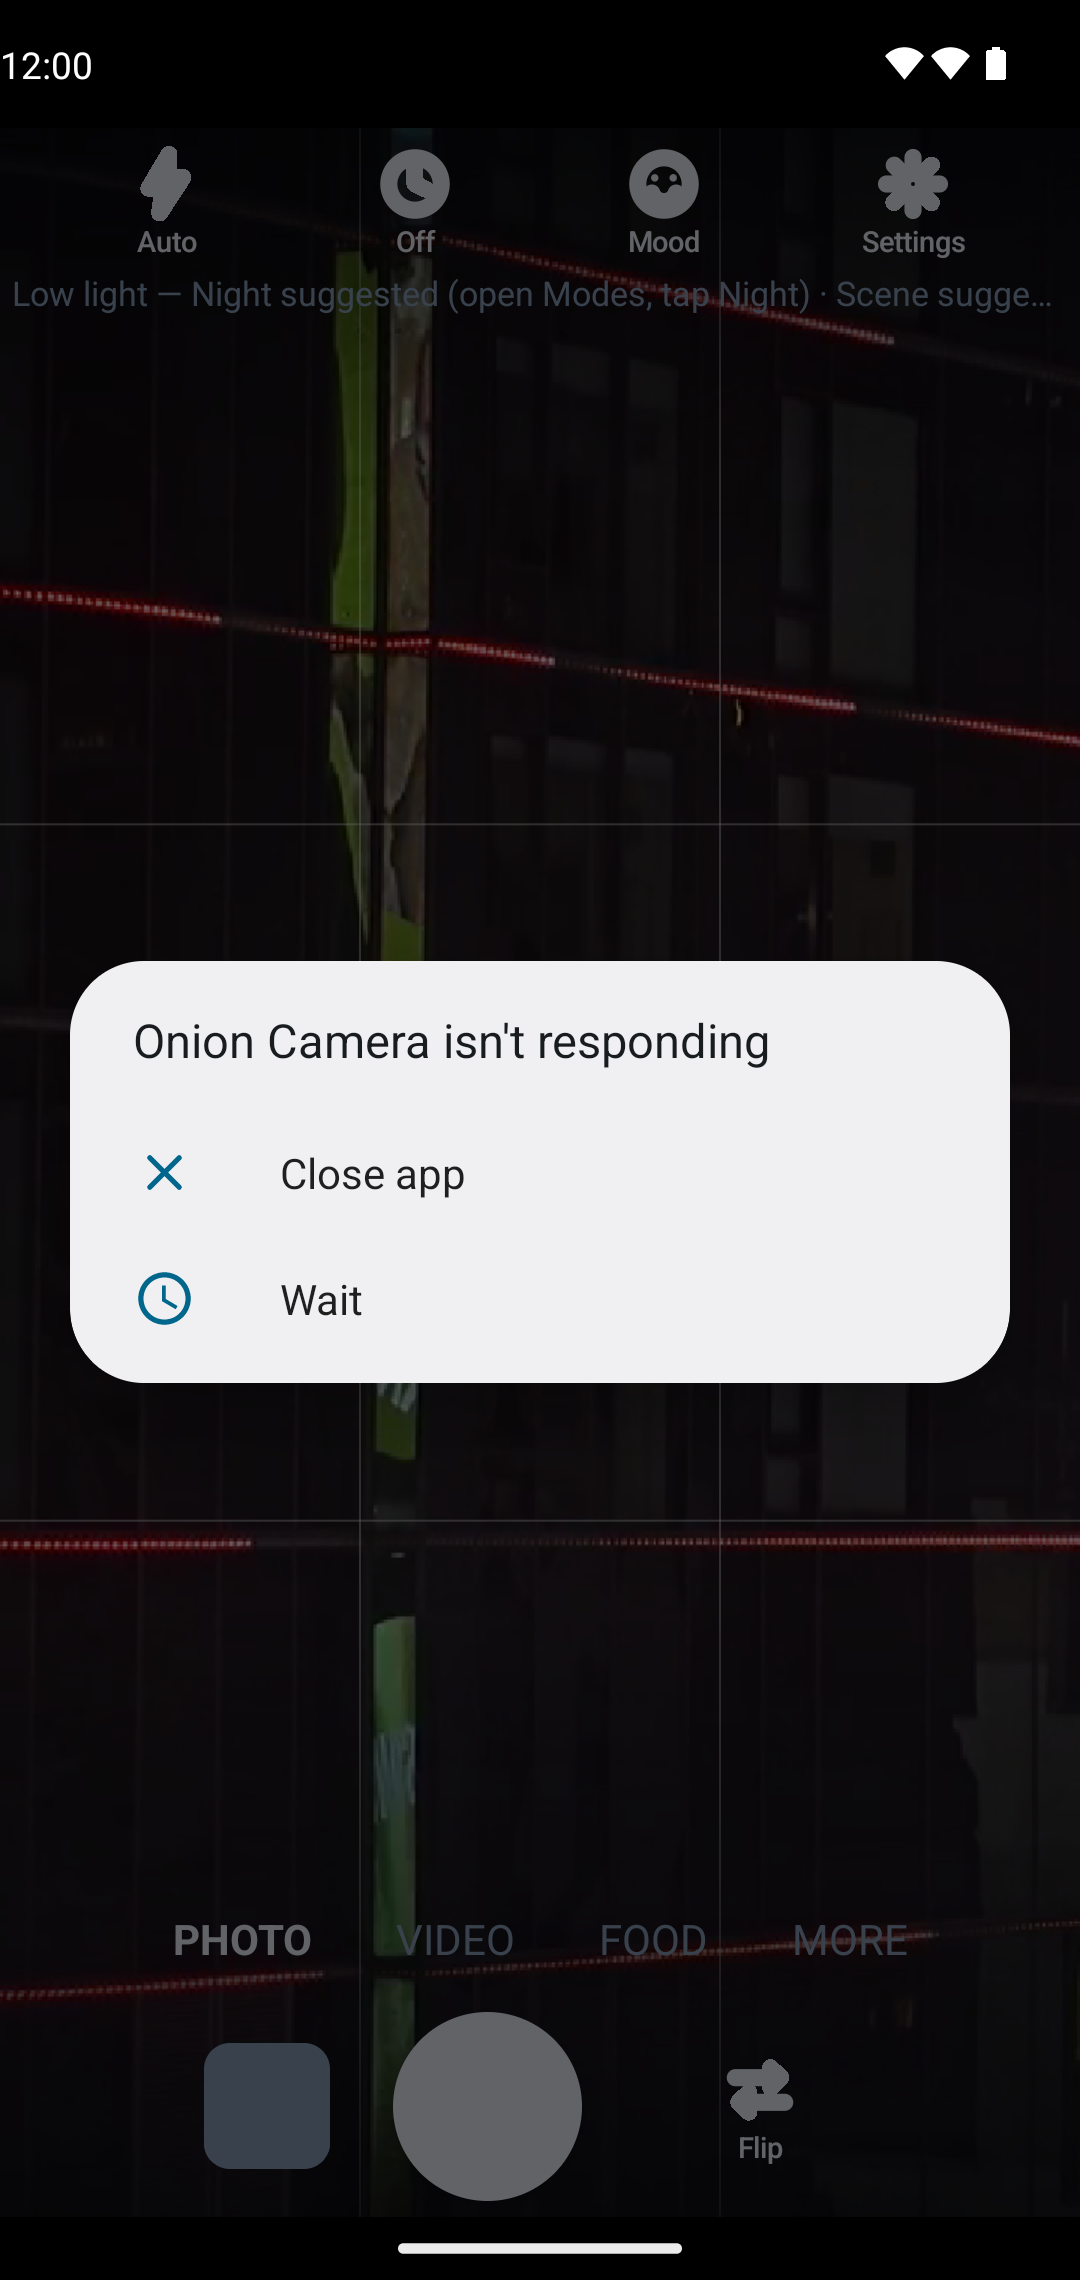 12:00
Auto
Off
Mood
Settings
Low light — Night suggested (open Modes, tap Night) · Scene sugge…
Onion Camera isn't responding
Close app
Wait
PHOTO
VIDEO
FOOD
MORE
Flip